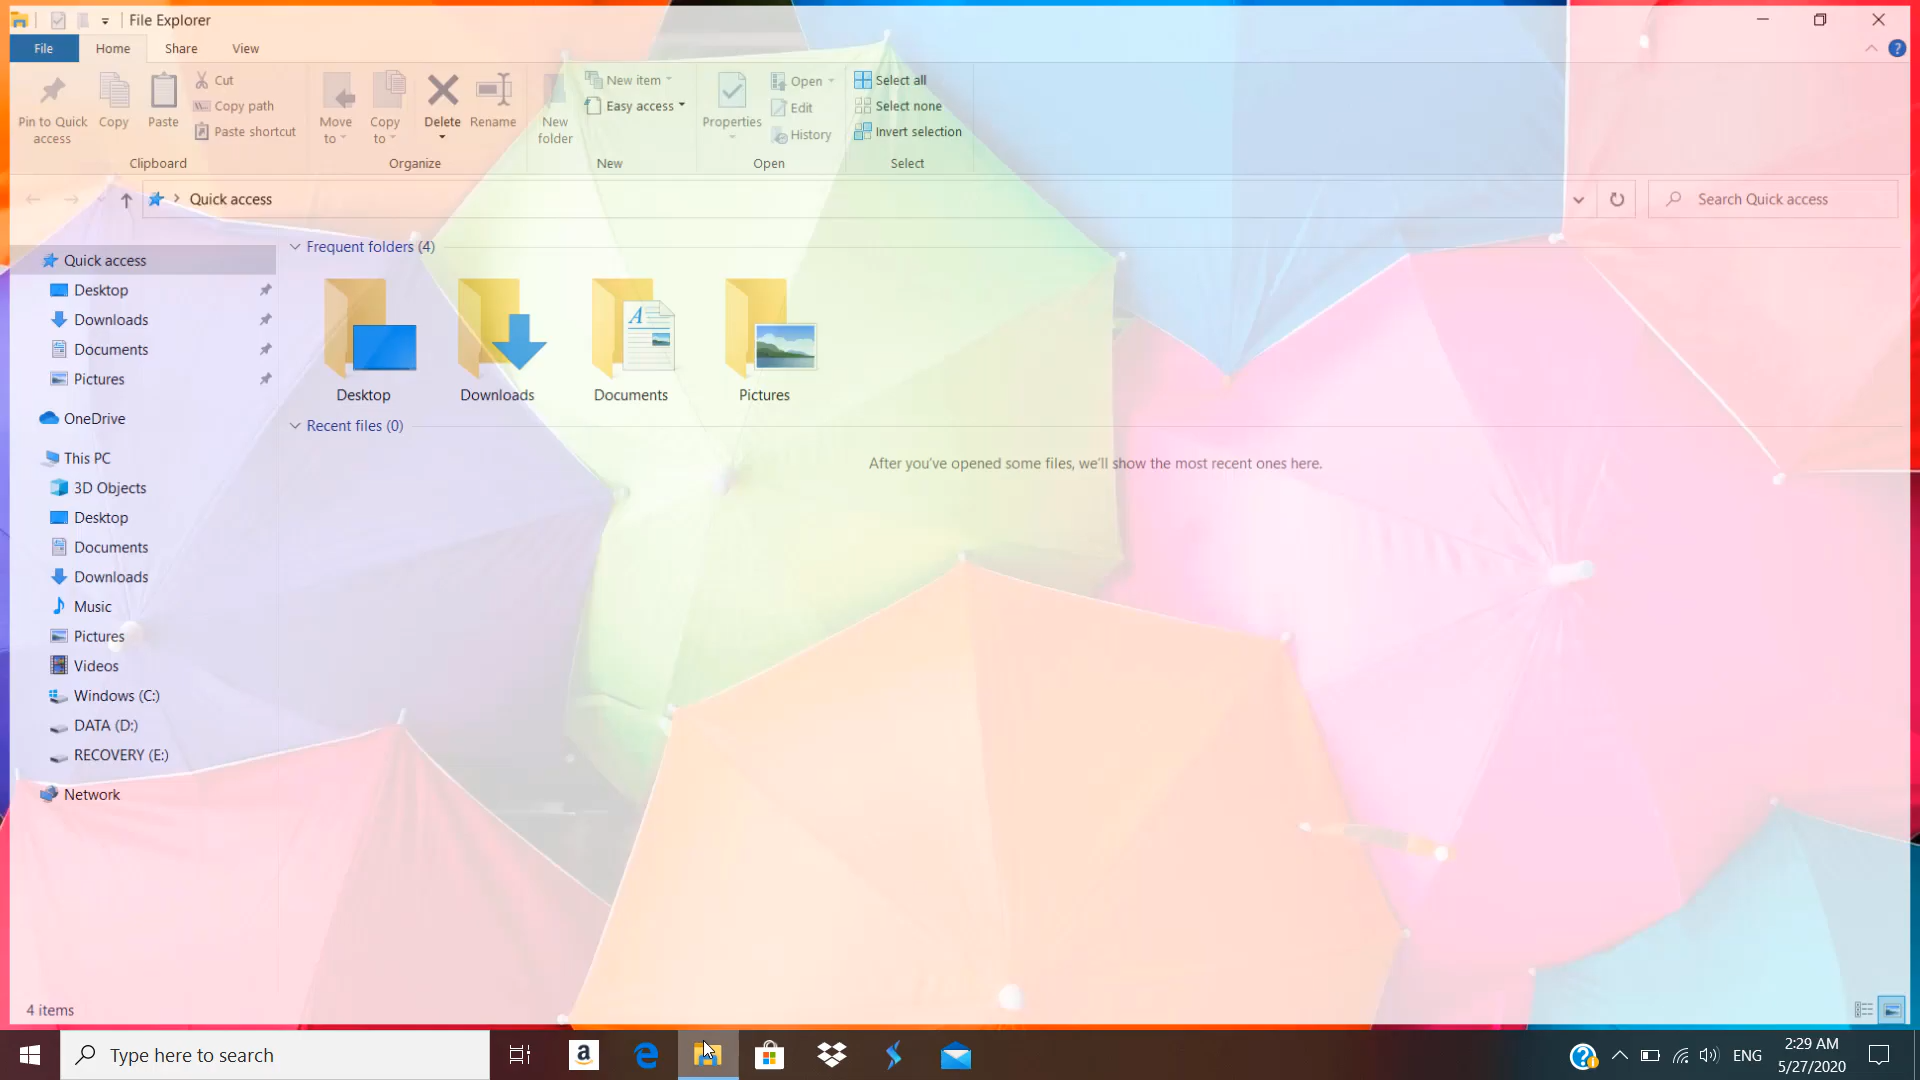 File Explorer
File Home Share View
Pin to Quick access
Copy
Paste
Cut
Copy path
Paste shortcut
Clipboard
Move to
Copy to
Delete
Rename
Organize
New folder
New item
Easy access
New
Properties
Open
Edit
History
Open
Select all
Select none
Invert selection
Select
Quick access
Search Quick access
Quick access
Desktop
Downloads
Documents
Pictures
OneDrive
This PC
3D Objects
Desktop
Documents
Downloads
Music
Pictures
Videos
Windows (C:)
DATA (D:)
RECOVERY (E:)
Network
Frequent folders (4)
Desktop Downloads Documents Pictures
Recent files (0)
After you've opened some files, we'll show the most recent ones here.
4 items
Type here to search
a
ENG
2:29 AM
5/27/2020